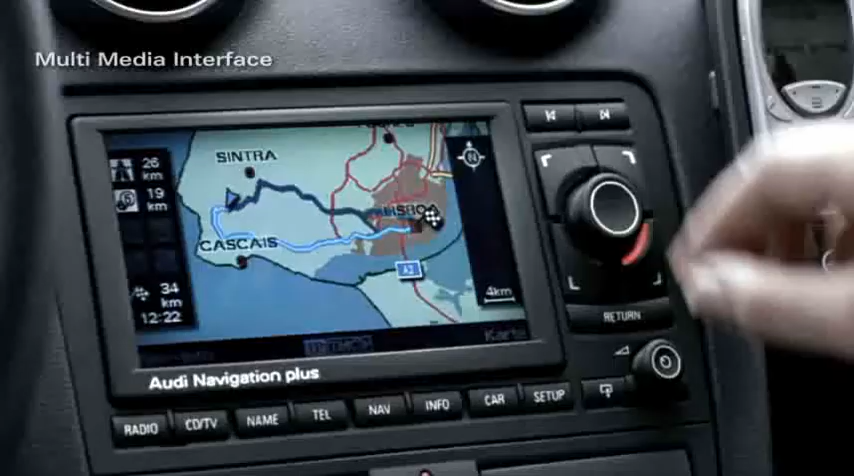 Multi Media Interface
SINTRA
26
km
19
km
LISBOA
CASCAIS
A2
34
km
12:22
N
4km
Karte
Audi Navigation plus
RETURN
RADIO
CD/TV
NAME
TEL
NAV
INFO
CAR
SETUP